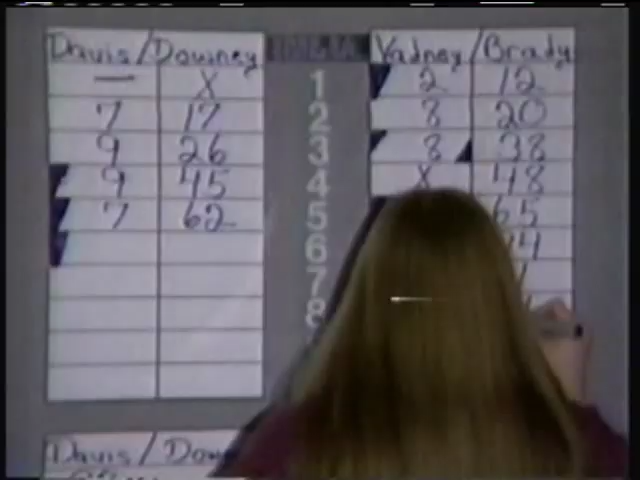 Davis/Downey Vadney/Brady
— X 1 2 12
7 17 2 8 20
9 26 3 8 38
9 45 4 X 48
7 62 5 65
6
7
8
Davis/Dow